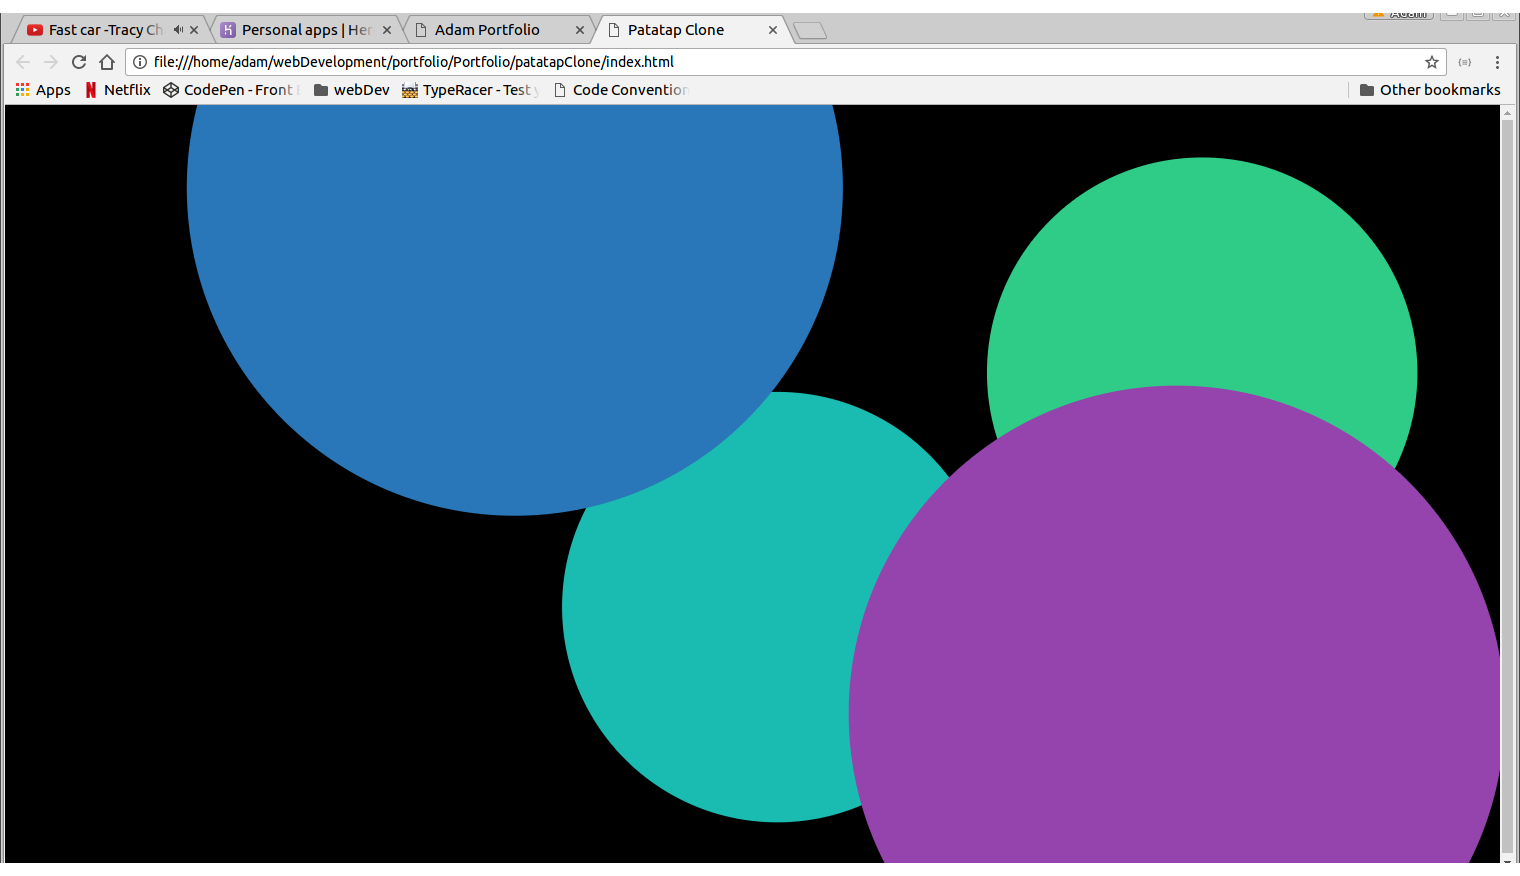 Adam
Fast car -Tracy Ch
Personal apps | Her
Adam Portfolio
Patatap Clone
file:///home/adam/webDevelopment/portfolio/Portfolio/patatapClone/index.html
Apps
Netflix
CodePen - Front
webDev
TypeRacer - Test y
Code Convention
Other bookmarks